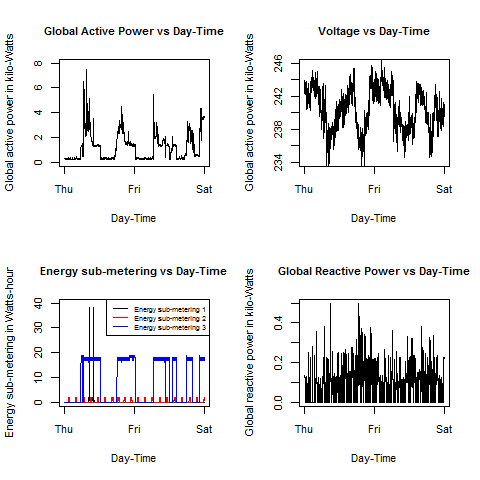 Global Active Power vs Day-Time
Global active power in kilo-Watts
8
6
4
2
0
Thu Fri Sat
Day-Time
Voltage vs Day-Time
Global active power in kilo-Watts
246
242
238
234
Thu Fri Sat
Day-Time
Energy sub-metering vs Day-Time
Energy sub-metering in Watts-hour
40
30
20
10
0
Energy sub-metering 1
Energy sub-metering 2
Energy sub-metering 3
Thu Fri Sat
Day-Time
Global Reactive Power vs Day-Time
Global reactive power in kilo-Watts
0.4
0.2
0.0
Thu Fri Sat
Day-Time